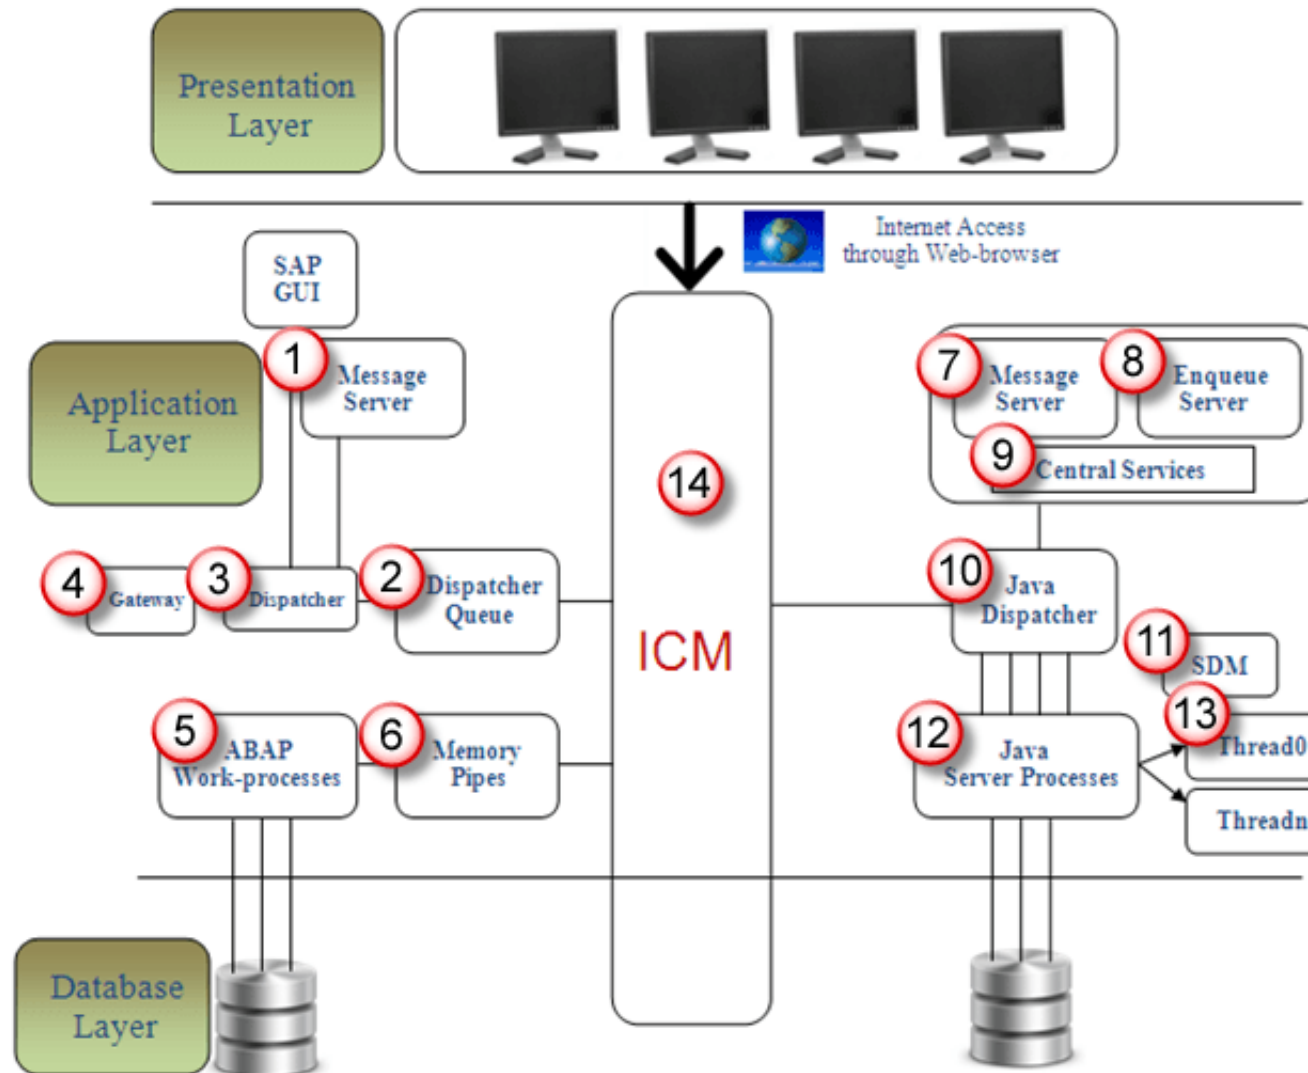 Presentation
Layer
Internet Access
through Web-browser
SAP
GUI
1
Message
Server
Application
Layer
7
Message
Server
8
Enqueue
Server
9
Central Services
14
4
Gateway
3
Dispatcher
2
Dispatcher
Queue
10
Java
Dispatcher
ICM
11
SDM
5
ABAP
Work-processes
6
Memory
Pipes
12
Java
Server Processes
13
Thread0
Threadn
Database
Layer